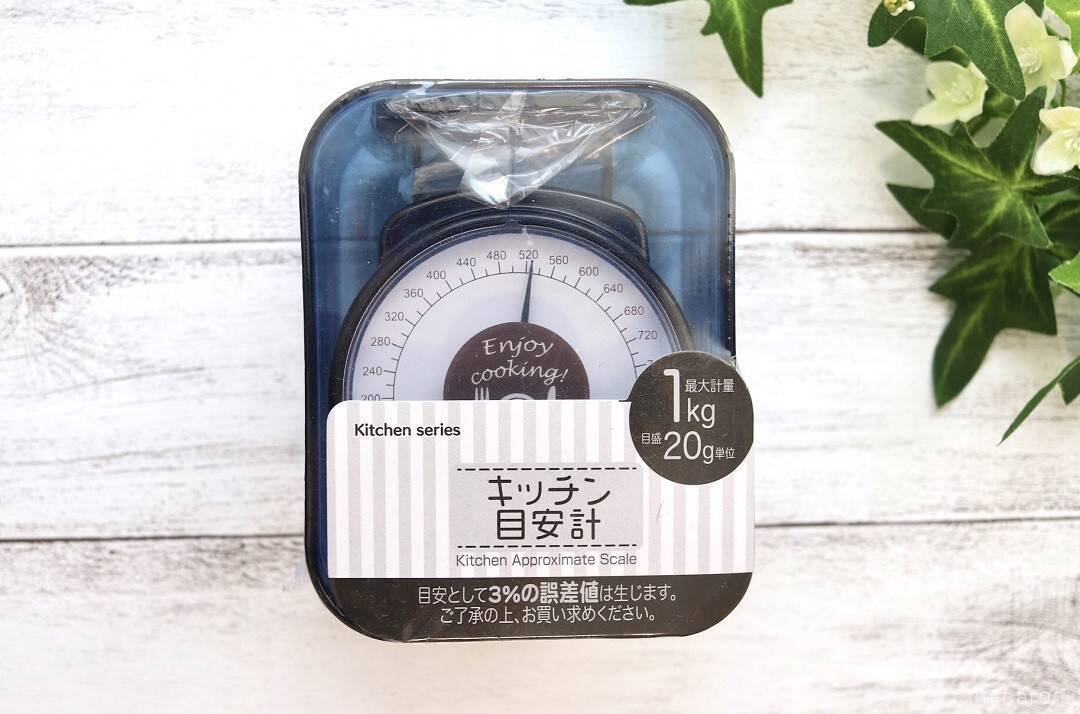 480 520
440 560
400 600
360 640
320 680
280 720
240
200
Enjoy
cooking!
最大計量
1kg
目盛20g単位
Kitchen series
キッチン
目安計
Kitchen Approximate Scale
目安として3%の誤差値は生じます。
ご了承の上、お買い求めください。